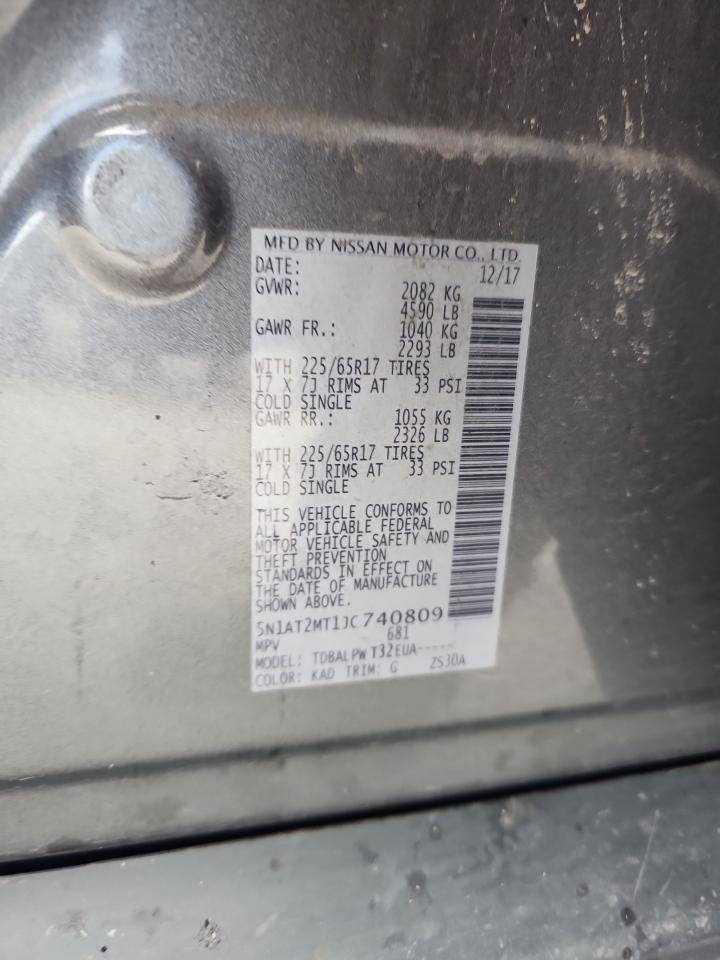 MFD BY NISSAN MOTOR CO., LTD.
DATE: 12/17
GVWR: 2082 KG
4590 LB
GAWR FR.: 1040 KG
2293 LB
WITH 225/65R17 TIRES
17 X 7J RIMS AT 33 PSI
COLD SINGLE
GAWR RR.: 1055 KG
2326 LB
WITH 225/65R17 TIRES
17 X 7J RIMS AT 33 PSI
COLD SINGLE
THIS VEHICLE CONFORMS TO
ALL APPLICABLE FEDERAL
MOTOR VEHICLE SAFETY AND
THEFT PREVENTION
STANDARDS IN EFFECT ON
THE DATE OF MANUFACTURE
SHOWN ABOVE.
5N1AT2MT1JC740809
MPV 681
MODEL: TDBALPW T32EUA-----
COLOR: KAD TRIM: G ZS30A